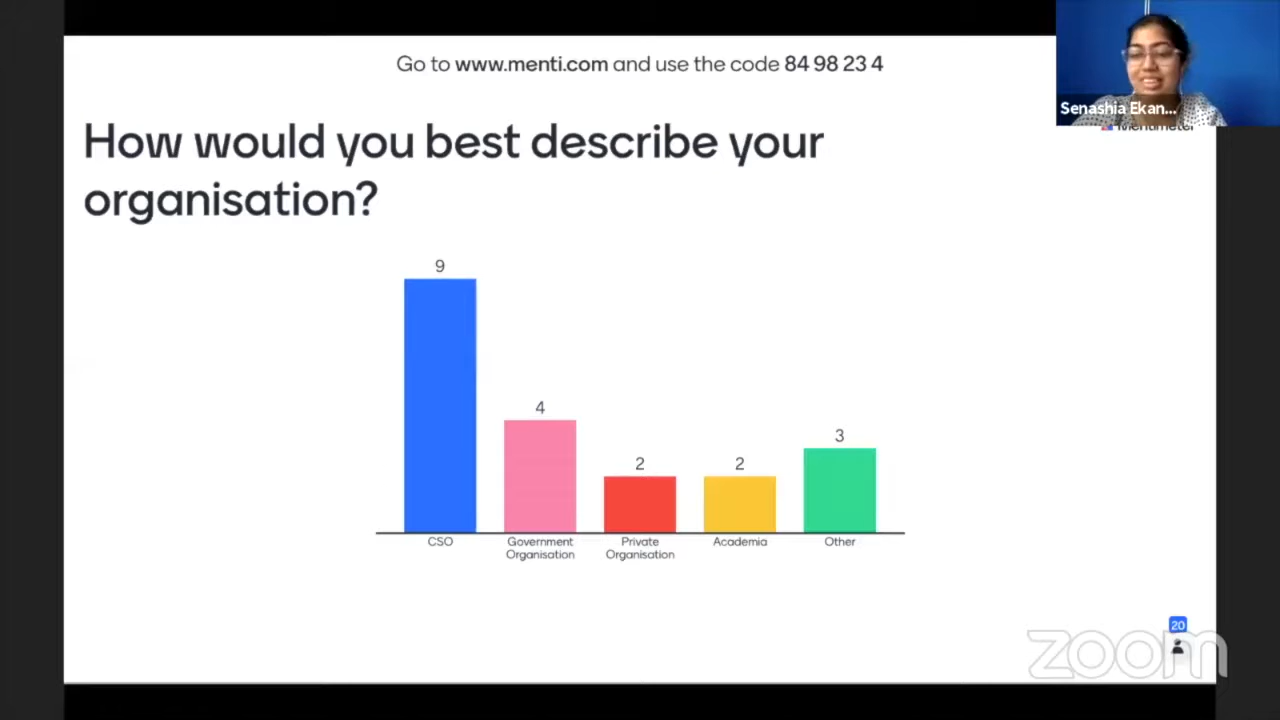 Go to www.menti.com and use the code 84 98 23 4
Senashia Ekan...
Mentimeter
How would you best describe your
organisation?
9
4
2
2
3
CSO
Government
Organisation
Private
Organisation
Academia
Other
20
zoom